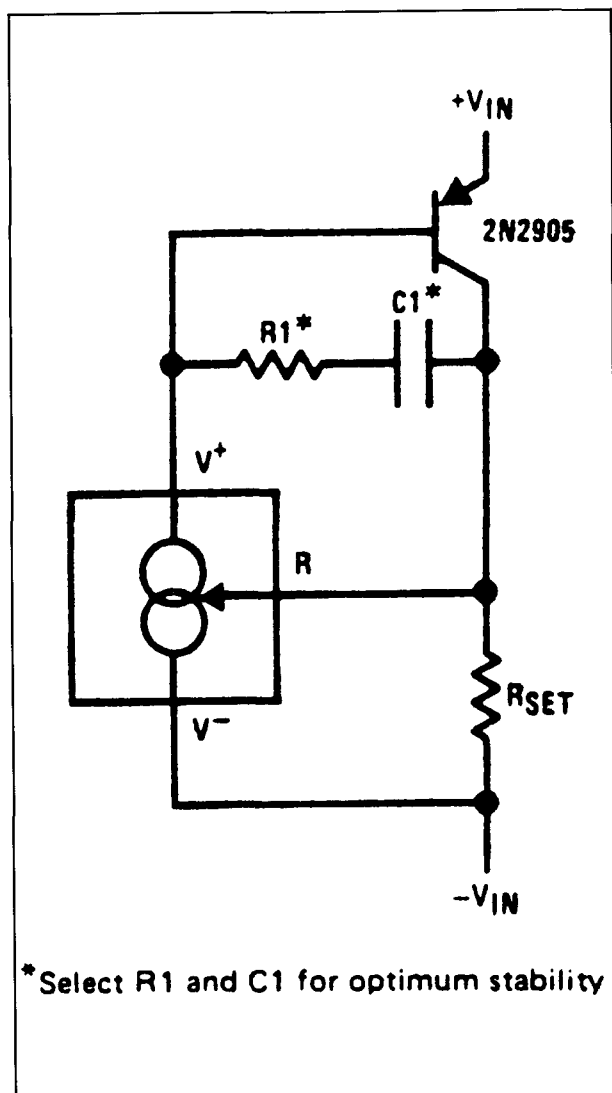 +VIN
2N2905
C1*
R1*
V+
R
RSET
V−
−VIN
*Select R1 and C1 for optimum stability